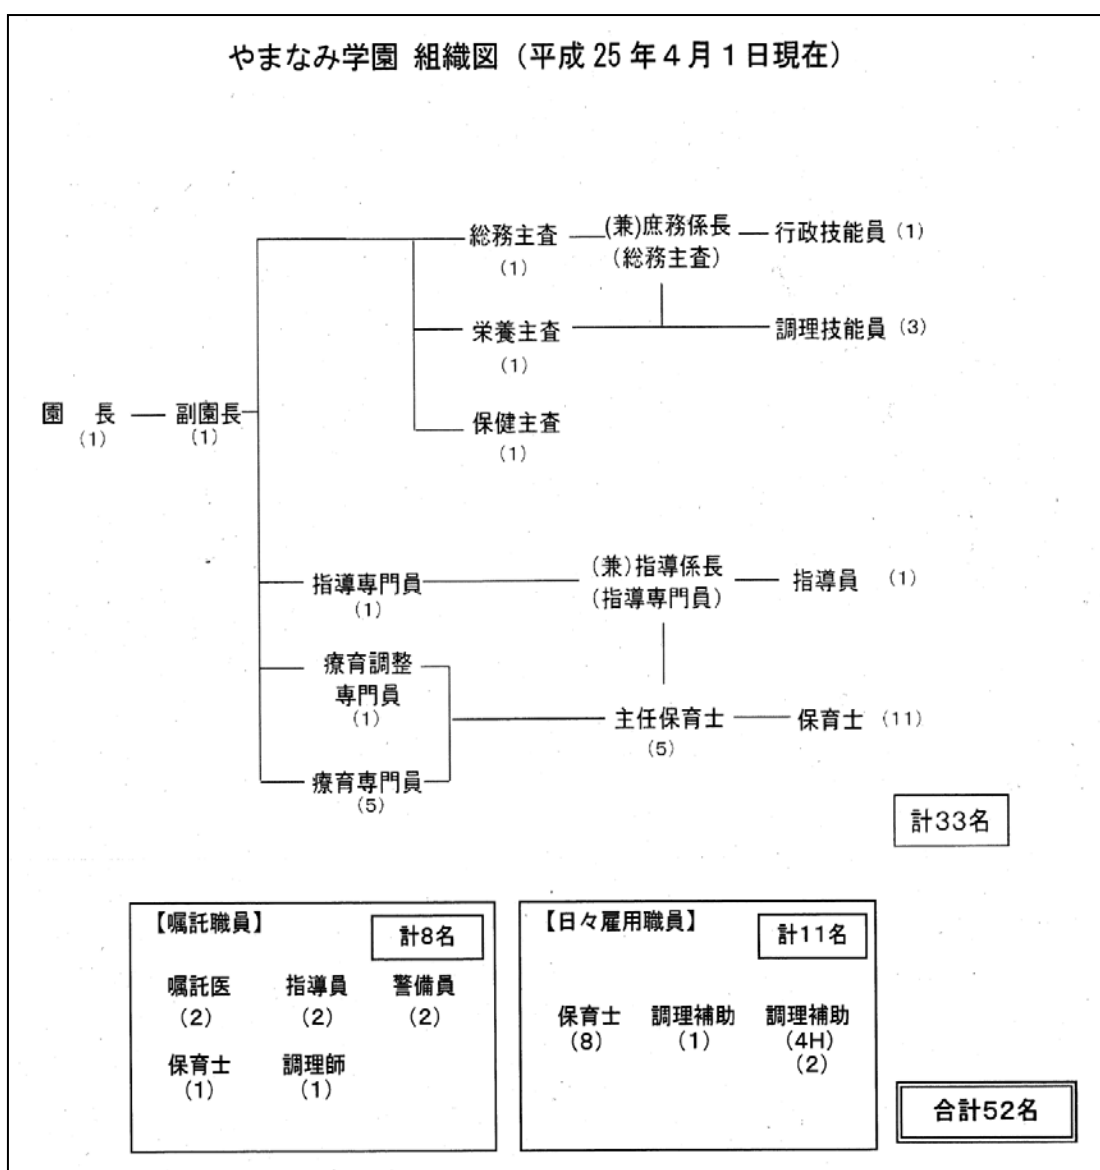 やまなみ学園 組織図（平成25年４月１日現在）
総務主査
(1)
(兼)庶務係長
(総務主査)
行政技能員 (1)
栄養主査
(1)
調理技能員 (3)
園　長
(1)
副園長
(1)
保健主査
(1)
指導専門員
(1)
(兼)指導係長
(指導専門員)
指導員 (1)
療育調整
専門員
(1)
主任保育士
(5)
保育士 (11)
療育専門員
(5)
計33名
【嘱託職員】
計8名
嘱託医
(2)
指導員
(2)
警備員
(2)
保育士
(1)
調理師
(1)
【日々雇用職員】
計11名
保育士
(8)
調理補助
(1)
調理補助
(4H)
(2)
合計52名